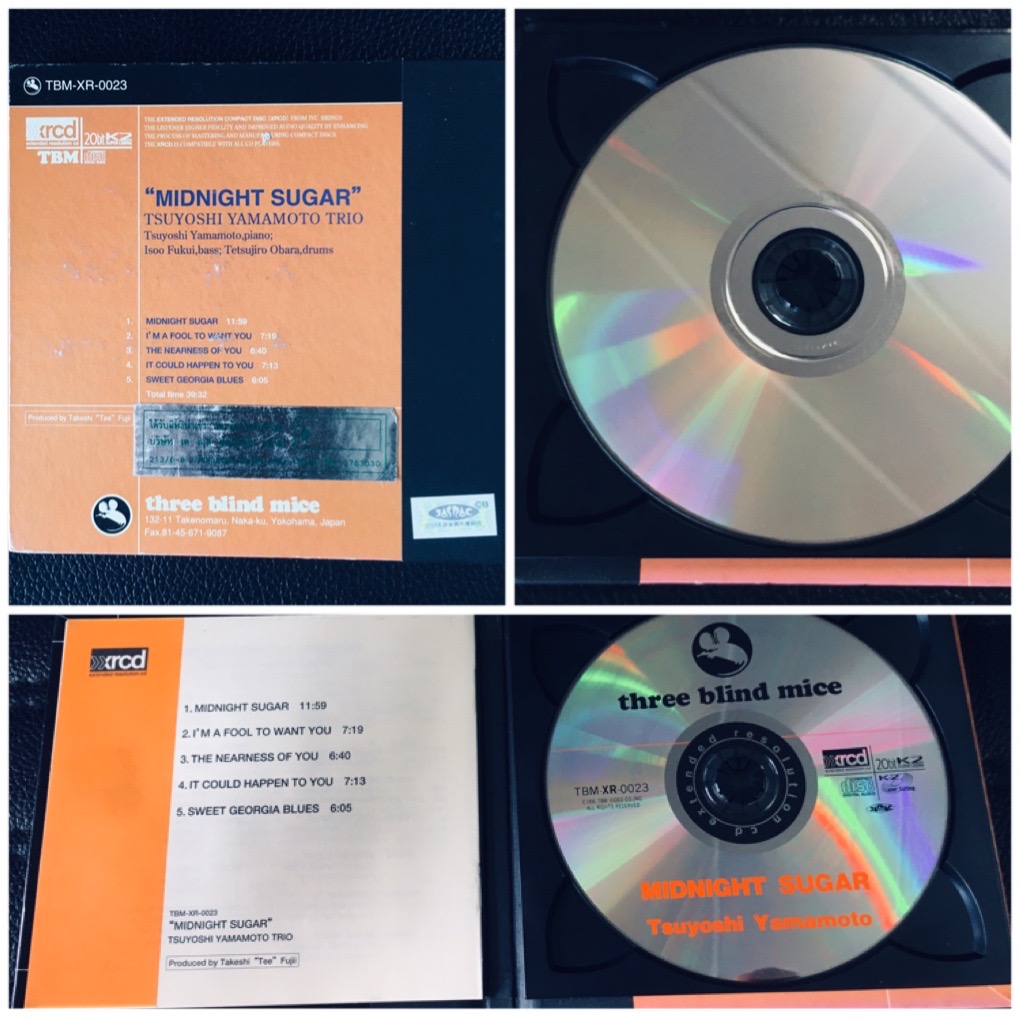 TBM-XR-0023
xrcd
extended resolution cd
20bit K2
TBM
THE EXTENDED RESOLUTION COMPACT DISC (XRCD) FROM JVC BRINGS
THE LISTENER HIGHER FIDELITY AND IMPROVED AUDIO QUALITY BY ENHANCING
THE PROCESS OF MASTERING AND MANUFACTURING COMPACT DISCS.
THE XRCD IS COMPATIBLE WITH ALL CD PLAYERS.
“MIDNIGHT SUGAR”
TSUYOSHI YAMAMOTO TRIO
Tsuyoshi Yamamoto,piano;
Isoo Fukui,bass; Tetsujiro Obara,drums
1. MIDNIGHT SUGAR 11:59
2. I'M A FOOL TO WANT YOU 7:19
3. THE NEARNESS OF YOU 6:40
4. IT COULD HAPPEN TO YOU 7:13
5. SWEET GEORGIA BLUES 6:05
Total time 39:32
Produced by Takeshi “Tee” Fujii
three blind mice
132-11 Takenomaru, Naka-ku, Yokohama, Japan
Fax.81-45-671-9087
JASRAC
xrcd
extended resolution cd
1. MIDNIGHT SUGAR 11:59
2. I'M A FOOL TO WANT YOU 7:19
3. THE NEARNESS OF YOU 6:40
4. IT COULD HAPPEN TO YOU 7:13
5. SWEET GEORGIA BLUES 6:05
TBM-XR-0023
“MIDNIGHT SUGAR”
TSUYOSHI YAMAMOTO TRIO
Produced by Takeshi “Tee” Fujii
three blind mice
extended resolution cd
TBM-XR-0023
ALL RIGHTS RESERVED
xrcd
20bit K2
COMPACT
disc
DIGITAL AUDIO
K2
MIDNIGHT SUGAR
Tsuyoshi Yamamoto